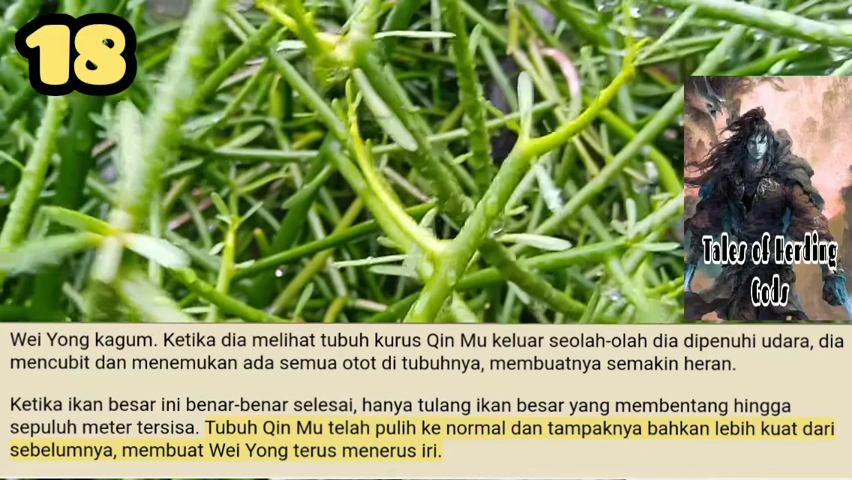 18
Tales of Herding
Gods
Wei Yong kagum. Ketika dia melihat tubuh kurus Qin Mu keluar seolah-olah dia dipenuhi udara, dia
mencubit dan menemukan ada semua otot di tubuhnya, membuatnya semakin heran.
Ketika ikan besar ini benar-benar selesai, hanya tulang ikan besar yang membentang hingga
sepuluh meter tersisa. Tubuh Qin Mu telah pulih ke normal dan tampaknya bahkan lebih kuat dari
sebelumnya, membuat Wei Yong terus menerus iri.